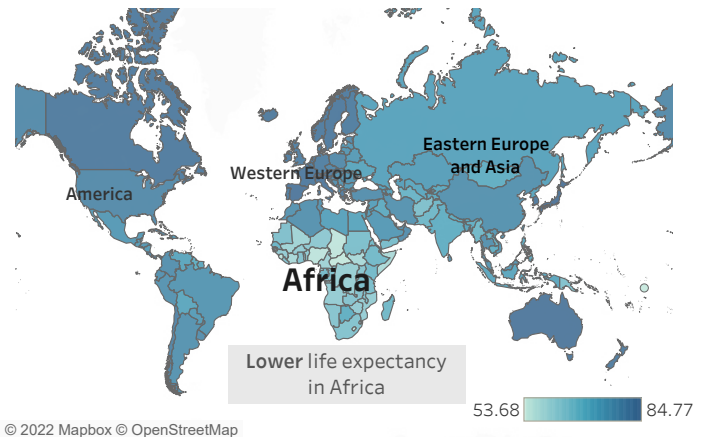 Eastern Europe
and Asia
Western Europe
America
Africa
Lower life expectancy
in Africa
53.68
84.77
© 2022 Mapbox © OpenStreetMap